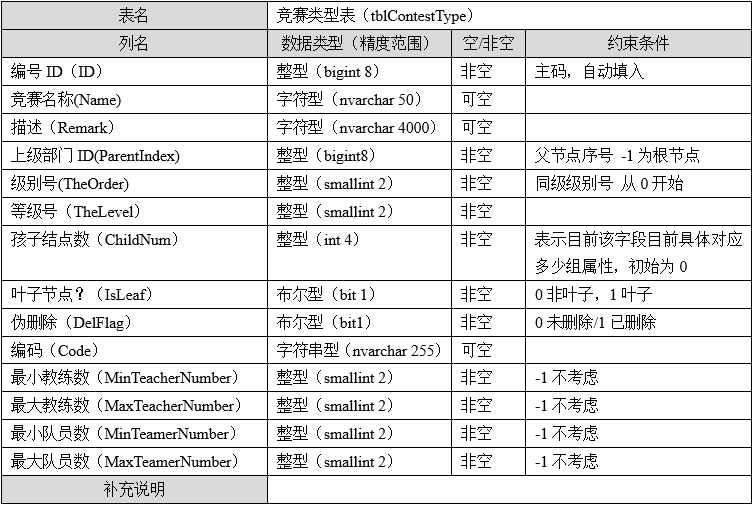 表名 竞赛类型表（tblContestType）
列名 数据类型（精度范围） 空/非空 约束条件
编号 ID（ID） 整型（bigint 8） 非空 主码，自动填入
竞赛名称(Name) 字符型（nvarchar 50） 可空
描述（Remark） 字符型（nvarchar 4000） 可空
上级部门 ID(ParentIndex) 整型（bigint8） 非空 父节点序号 -1 为根节点
级别号(TheOrder) 整型（smallint 2） 非空 同级级别号 从 0 开始
等级号（TheLevel） 整型（smallint 2） 非空
孩子结点数（ChildNum） 整型（int 4） 非空 表示目前该字段目前具体对应
多少组属性，初始为 0
叶子节点？（IsLeaf） 布尔型（bit 1） 非空 0 非叶子，1 叶子
伪删除（DelFlag） 布尔型（bit1） 非空 0 未删除/1 已删除
编码（Code） 字符串型（nvarchar 255） 可空
最小教练数（MinTeacherNumber） 整型（smallint 2） 非空 -1 不考虑
最大教练数（MaxTeacherNumber） 整型（smallint 2） 非空 -1 不考虑
最小队员数（MinTeamerNumber） 整型（smallint 2） 非空 -1 不考虑
最大队员数（MaxTeamerNumber） 整型（smallint 2） 非空 -1 不考虑
补充说明